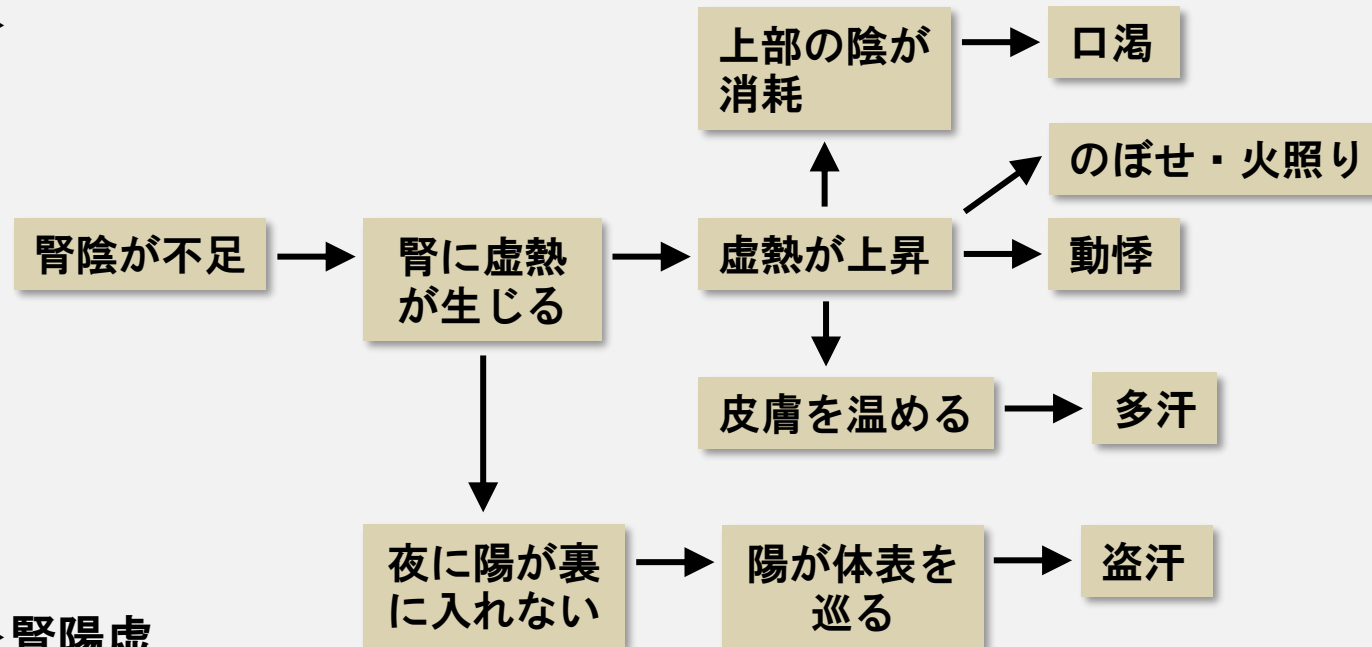 上部の陰が
消耗
口渇
のぼせ・火照り
腎陰が不足
腎に虚熱
が生じる
虚熱が上昇
動悸
皮膚を温める
多汗
夜に陽が裏
に入れない
陽が体表を
巡る
盗汗
腎陽虚